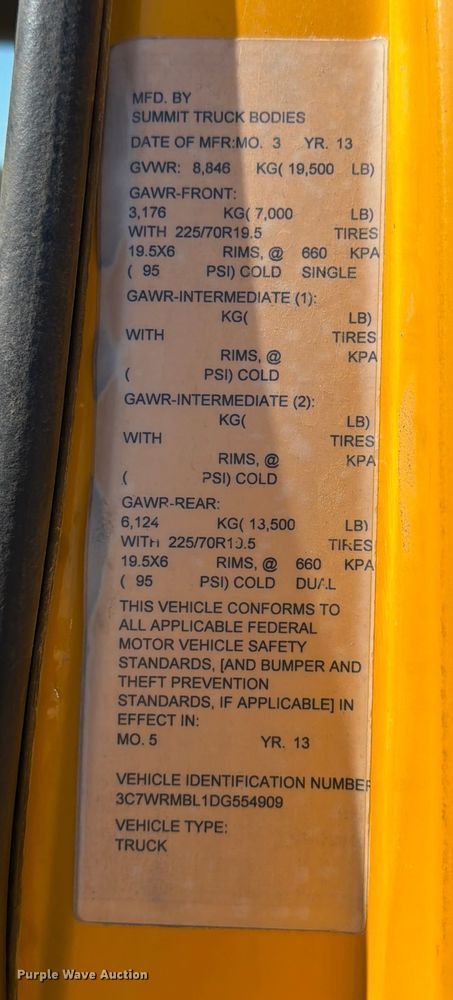 MFD. BY
SUMMIT TRUCK BODIES
DATE OF MFR:MO. 3 YR. 13
GVWR: 8,846 KG( 19,500 LB)
GAWR-FRONT:
3,176 KG( 7,000 LB)
WITH 225/70R19.5 TIRES
19.5X6 RIMS, @ 660 KPA
( 95 PSI) COLD SINGLE
GAWR-INTERMEDIATE (1):
KG( LB)
WITH TIRES
RIMS, @ KPA
( PSI) COLD
GAWR-INTERMEDIATE (2):
KG( LB)
WITH TIRES
RIMS, @ KPA
( PSI) COLD
GAWR-REAR:
6,124 KG( 13,500 LB)
WITH 225/70R19.5 TIRES
19.5X6 RIMS, @ 660 KPA
( 95 PSI) COLD DUAL
THIS VEHICLE CONFORMS TO
ALL APPLICABLE FEDERAL
MOTOR VEHICLE SAFETY
STANDARDS, [AND BUMPER AND
THEFT PREVENTION
STANDARDS, IF APPLICABLE] IN
EFFECT IN:
MO. 5 YR. 13
VEHICLE IDENTIFICATION NUMBER
3C7WRMBL1DG554909
VEHICLE TYPE:
TRUCK
Purple Wave Auction